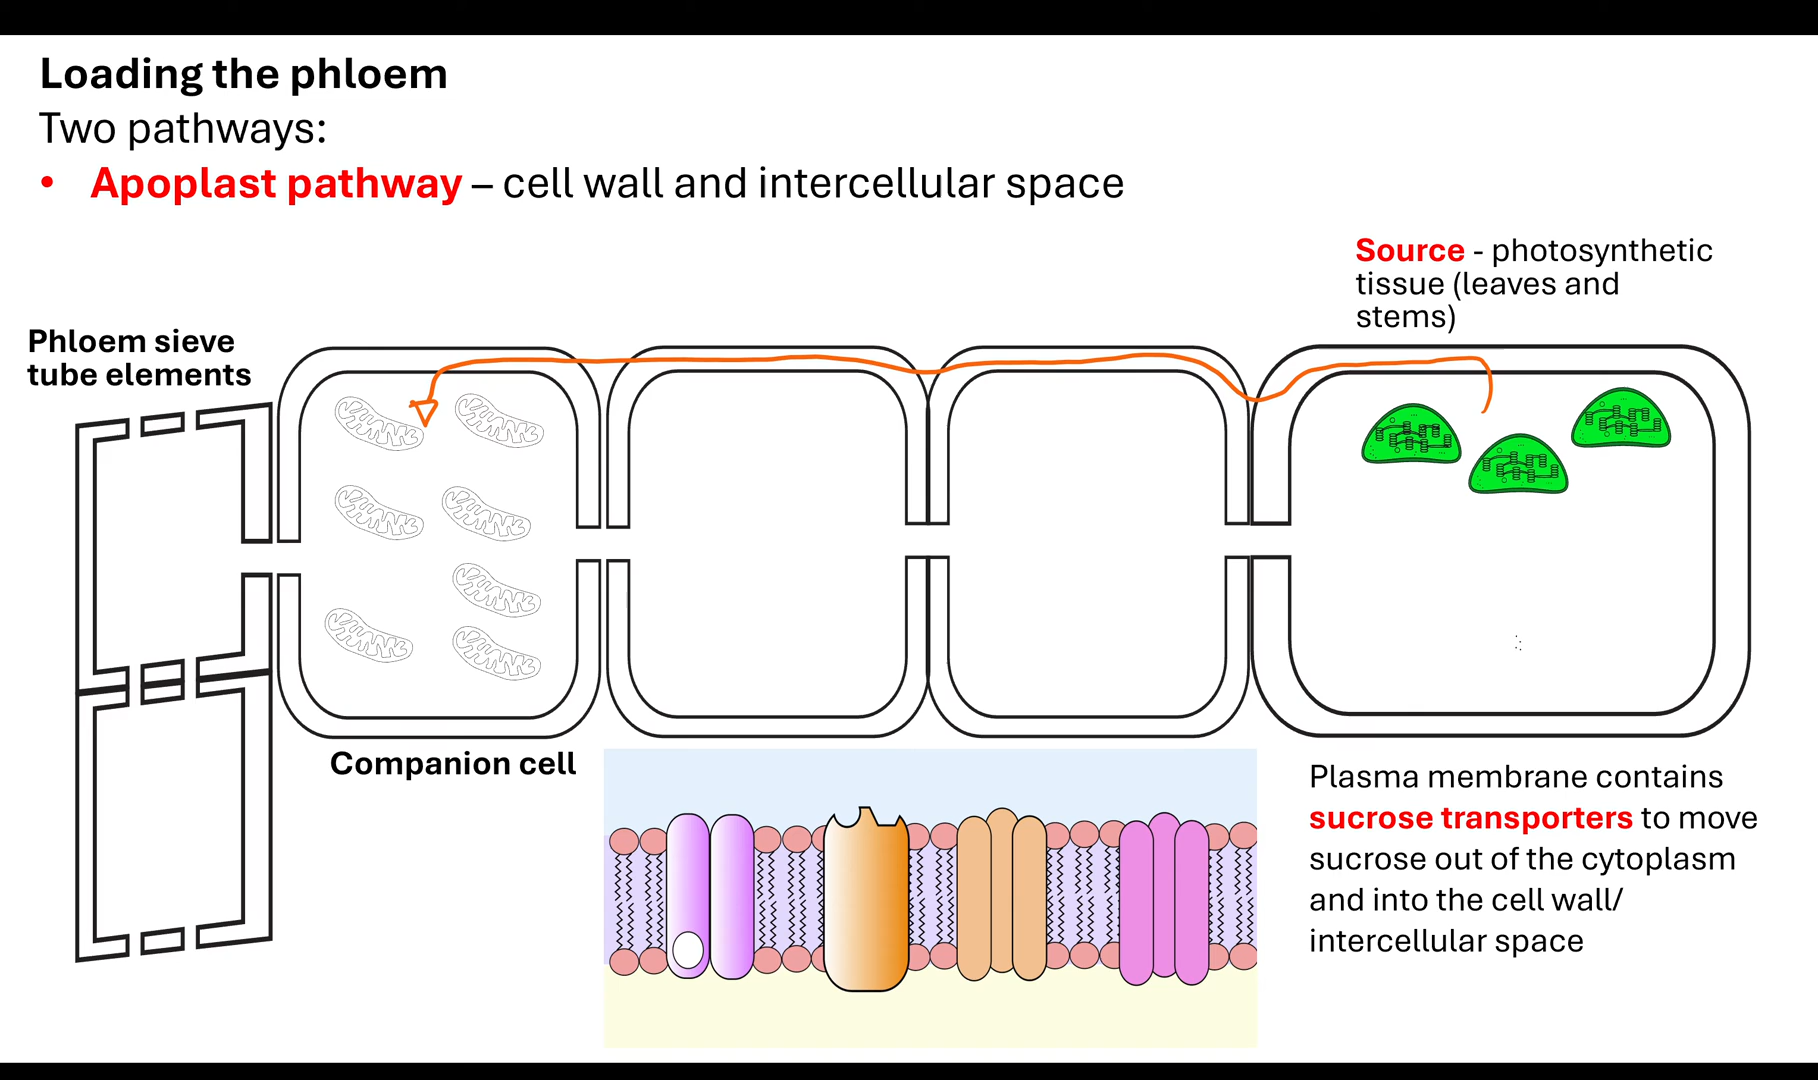 Loading the phloem
Two pathways:
• Apoplast pathway – cell wall and intercellular space
Source - photosynthetic
tissue (leaves and
stems)
Phloem sieve
tube elements
Companion cell
Plasma membrane contains
sucrose transporters to move
sucrose out of the cytoplasm
and into the cell wall/
intercellular space